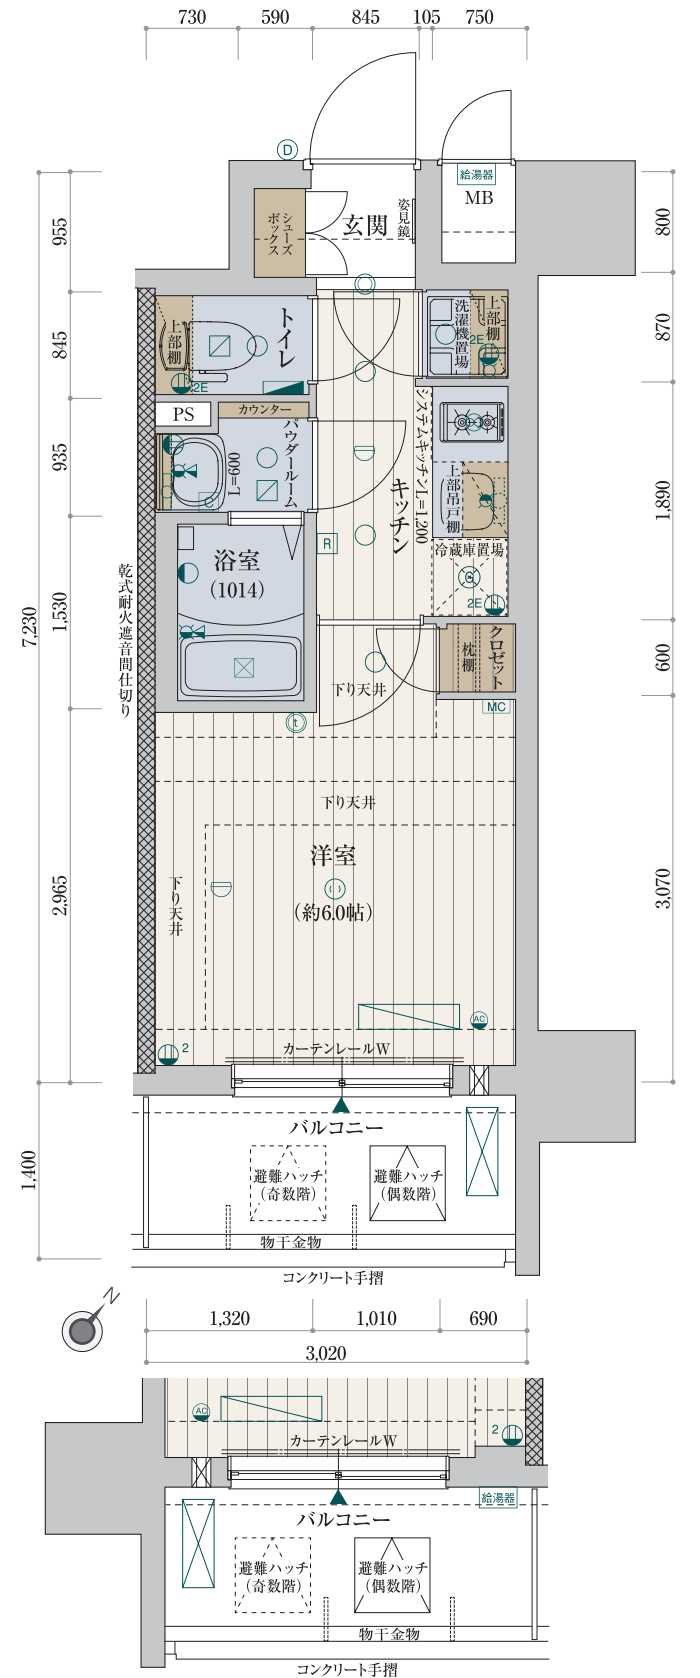 730 590 845 105 750
D
給湯器
MB
シューズ
ボックス
玄関
姿見鏡
955
800
トイレ
上部棚
2E
洗濯機置場
上部棚
2E
845
870
PS
カウンター
パウダールーム
L=600
C
935
システムキッチンL=1,200
キッチン
上部吊戸棚
1,890
R
冷蔵庫置場
G
2E
浴室
(1014)
乾式耐火遮音間仕切り
7,230
1,530
クロゼット
枕棚
600
下り天井
MC
t
下り天井
洋室
(約6.0帖)
下り天井
2,965
3,070
AC
2
カーテンレールW
バルコニー
避難ハッチ
(奇数階)
避難ハッチ
(偶数階)
1,400
物干金物
コンクリート手摺
N
1,320 1,010 690
3,020
AC
2
カーテンレールW
給湯器
バルコニー
避難ハッチ
(奇数階)
避難ハッチ
(偶数階)
物干金物
コンクリート手摺